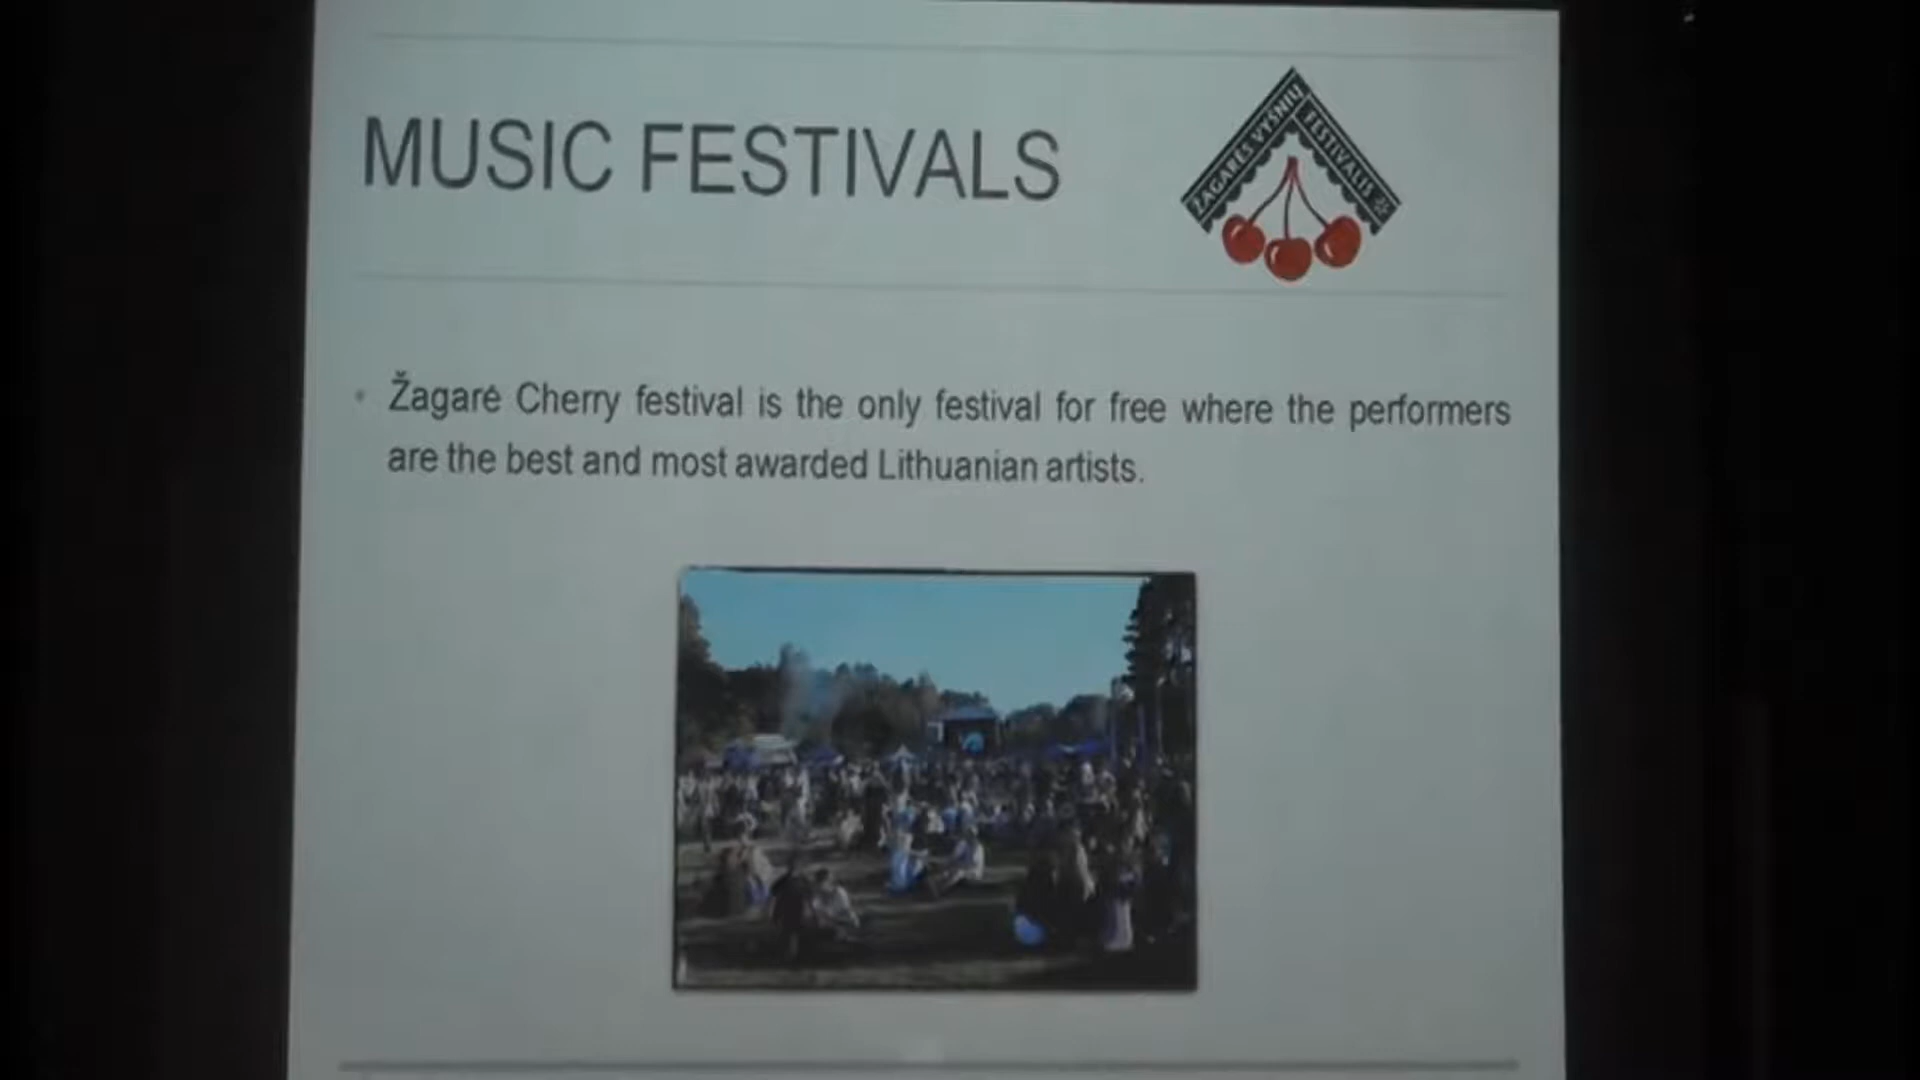 MUSIC FESTIVALS
ŽAGARĖS VYŠNIŲ FESTIVALIS
Žagarė Cherry festival is the only festival for free where the performers
are the best and most awarded Lithuanian artists.